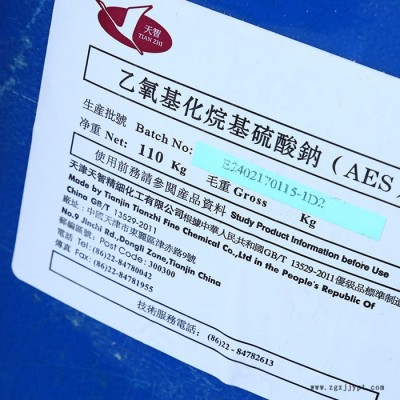 天智
TIAN ZHI
乙氧基化烷基硫酸鈉（AES
生産批號 Batch No: E2402170115-1D2
净重 Net: 110 Kg 毛重 Gross Kg
使用前務請參閱産品資料 Study Product Information before Use
天津天智精細化工有限公司根據中華人民共和國GB/T 13529-2011優級品標準制造
Made by Tianjin Tianzhi Fine Chemical Co.,Ltd in the People's Republic Of
China GB/T 13529-2011
廠址：中國天津市東麗區津赤路9號
No.9 Jinchi Rd.,Dongli Zone,Tianjin China
郵編區號 Post Code: 300300
電話 Tel: (86)22-84780042
傳真 Fax: (86)22-84781955
技術服務電話： (86)22 - 84782613
www.zgxjjypt.com